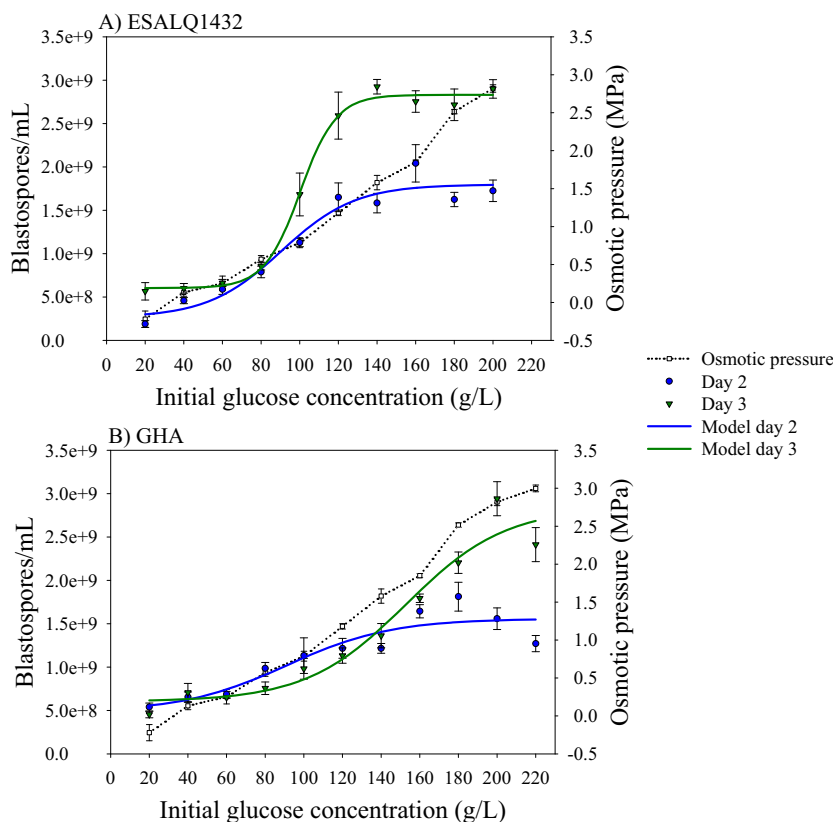 A) ESALQ1432
3.5e+9
3.0e+9
2.5e+9
2.0e+9
1.5e+9
1.0e+9
5.0e+8
0.0
Blastospores/mL
3.5
3.0
2.5
2.0
1.5
1.0
0.5
0.0
-0.5
Osmotic pressure (MPa)
0 20 40 60 80 100 120 140 160 180 200 220
Initial glucose concentration (g/L)
Osmotic pressure
Day 2
Day 3
Model day 2
Model day 3
B) GHA
3.5e+9
3.0e+9
2.5e+9
2.0e+9
1.5e+9
1.0e+9
5.0e+8
0.0
Blastospores/mL
3.5
3.0
2.5
2.0
1.5
1.0
0.5
0.0
-0.5
Osmotic pressure (MPa)
0 20 40 60 80 100 120 140 160 180 200 220
Initial glucose concentration (g/L)